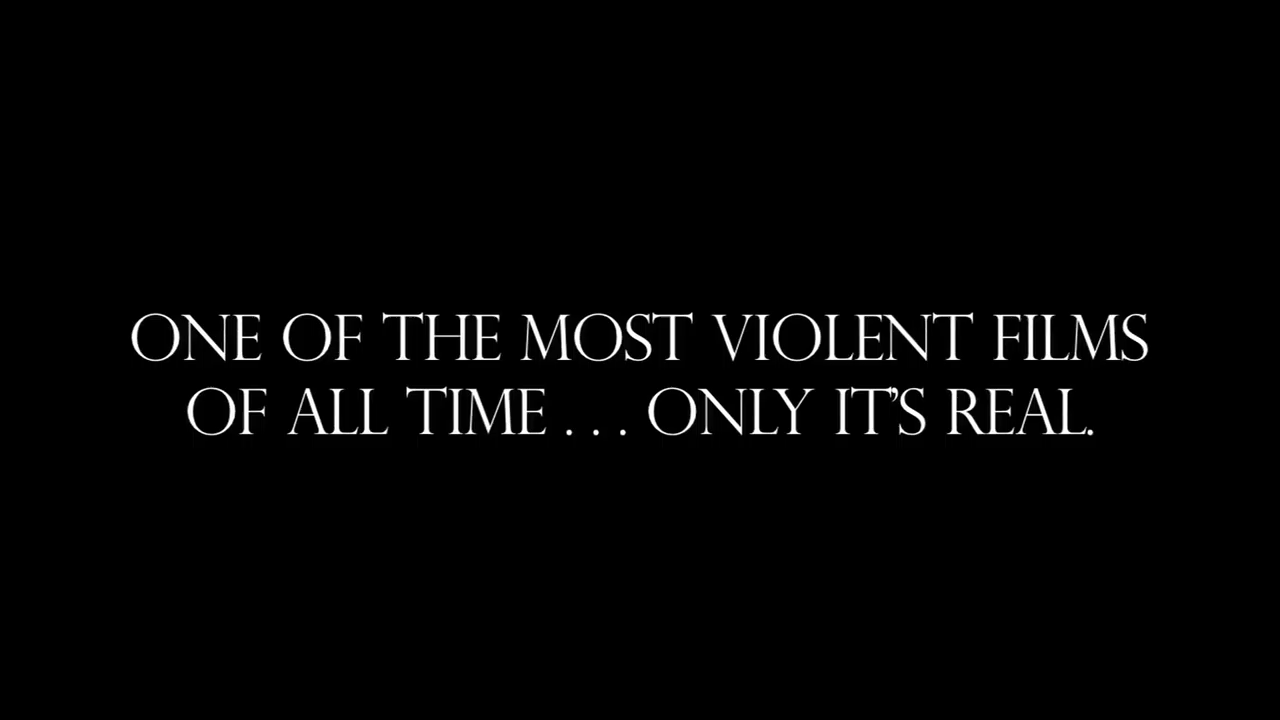 ONE OF THE MOST VIOLENT FILMS
OF ALL TIME . . . ONLY IT'S REAL.